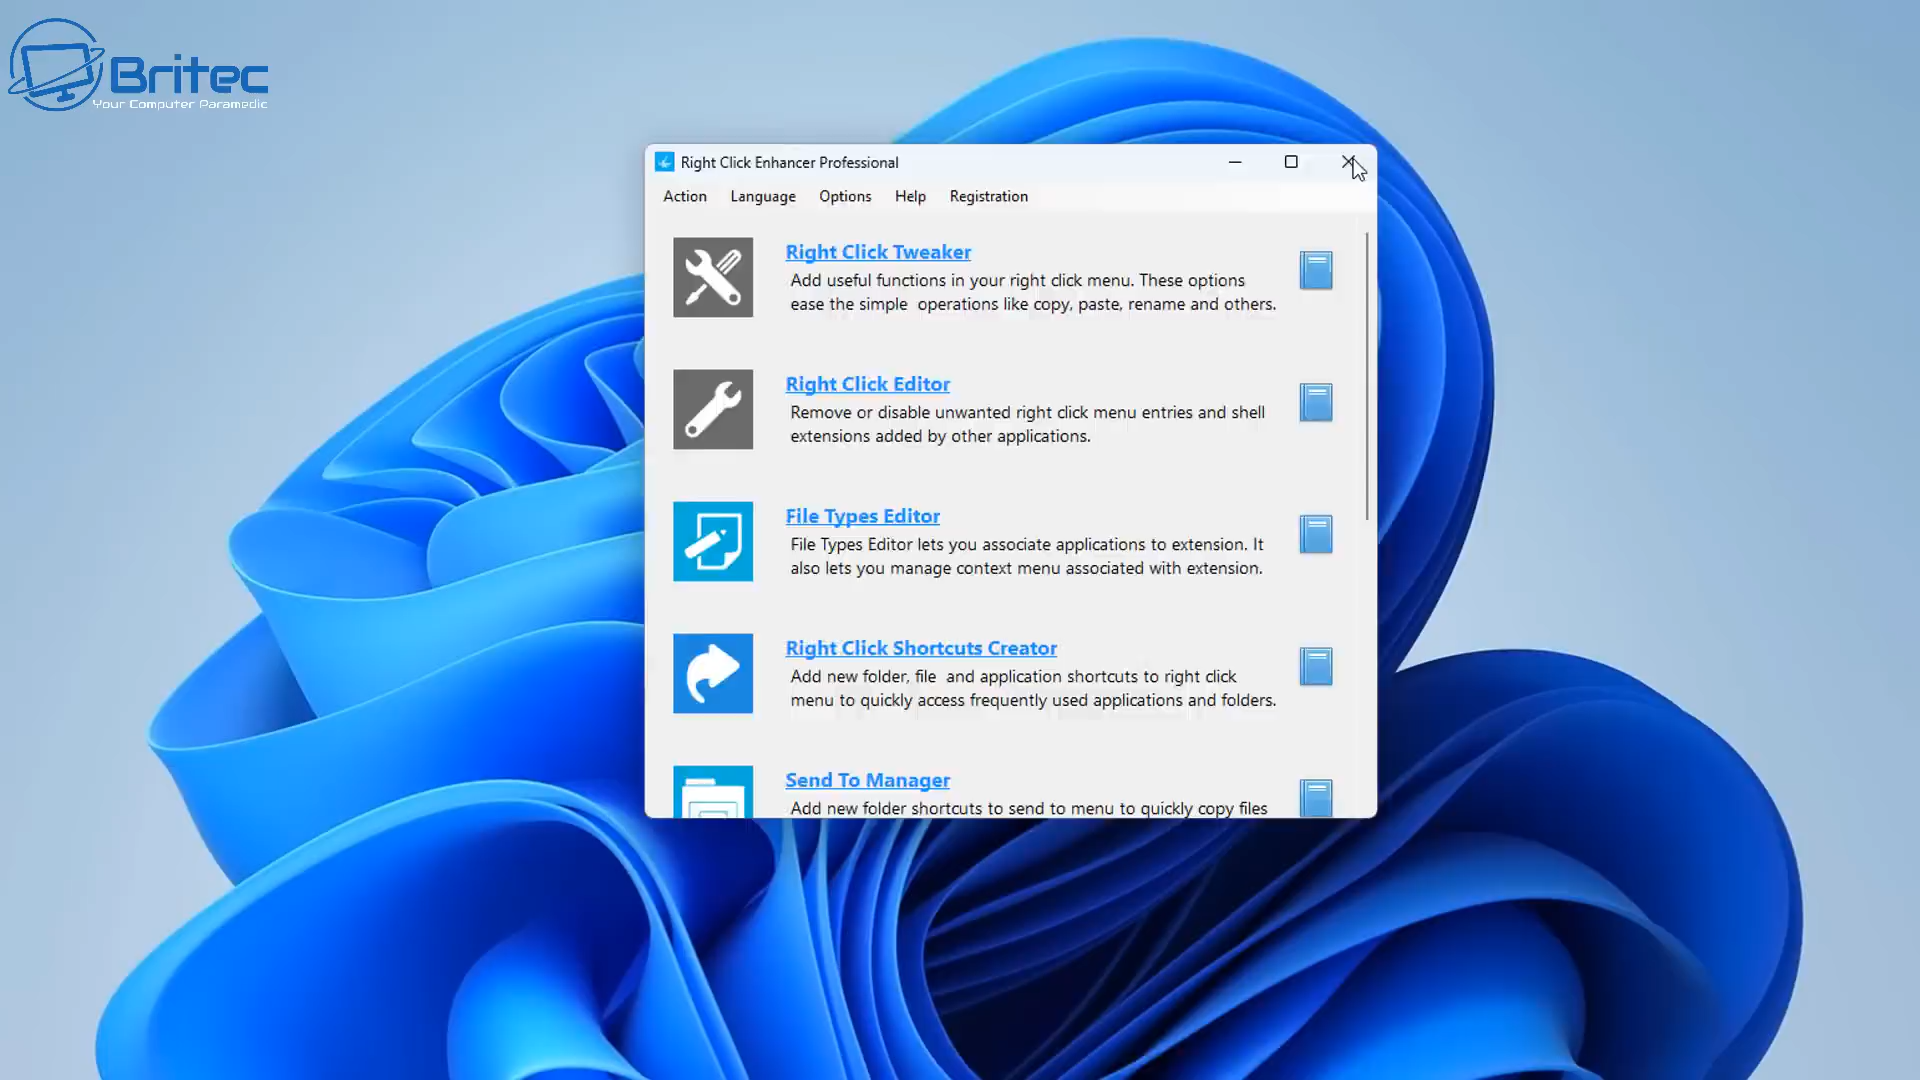 Britec
Your Computer Paramedic
Right Click Enhancer Professional
Action Language Options Help Registration
Right Click Tweaker
Add useful functions in your right click menu. These options
ease the simple operations like copy, paste, rename and others.
Right Click Editor
Remove or disable unwanted right click menu entries and shell
extensions added by other applications.
File Types Editor
File Types Editor lets you associate applications to extension. It
also lets you manage context menu associated with extension.
Right Click Shortcuts Creator
Add new folder, file and application shortcuts to right click
menu to quickly access frequently used applications and folders.
Send To Manager
Add new folder shortcuts to send to menu to quickly copy files